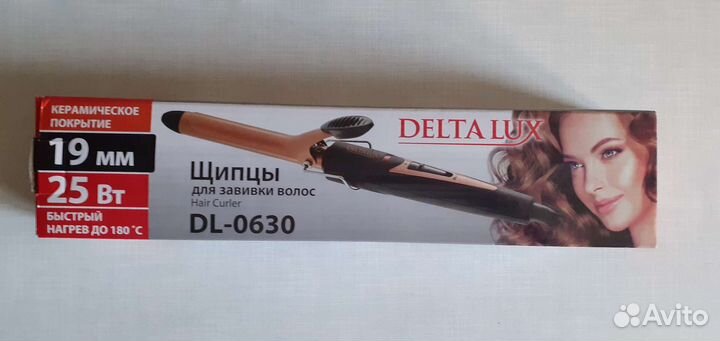 КЕРАМИЧЕСКОЕ
ПОКРЫТИЕ
19 мм
25 Вт
БЫСТРЫЙ
НАГРЕВ ДО 180 °С
DELTA LUX
Щипцы
для завивки волос
Hair Curler
DL-0630
Avito